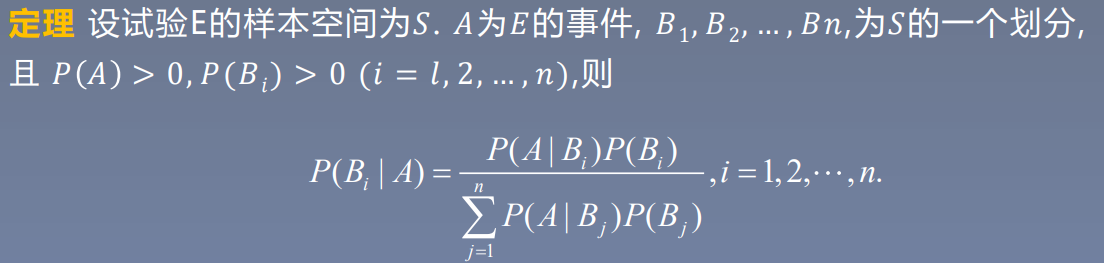 定理 设试验E的样本空间为S. A为E的事件, B₁, B₂, … , Bn,为S的一个划分,
且 P(A) > 0, P(Bᵢ) > 0 (i = l, 2, … , n),则
P(Bᵢ | A) = P(A | Bᵢ)P(Bᵢ) / ∑ⱼ₌₁ⁿ P(A | Bⱼ)P(Bⱼ) , i = 1, 2, ⋯, n.